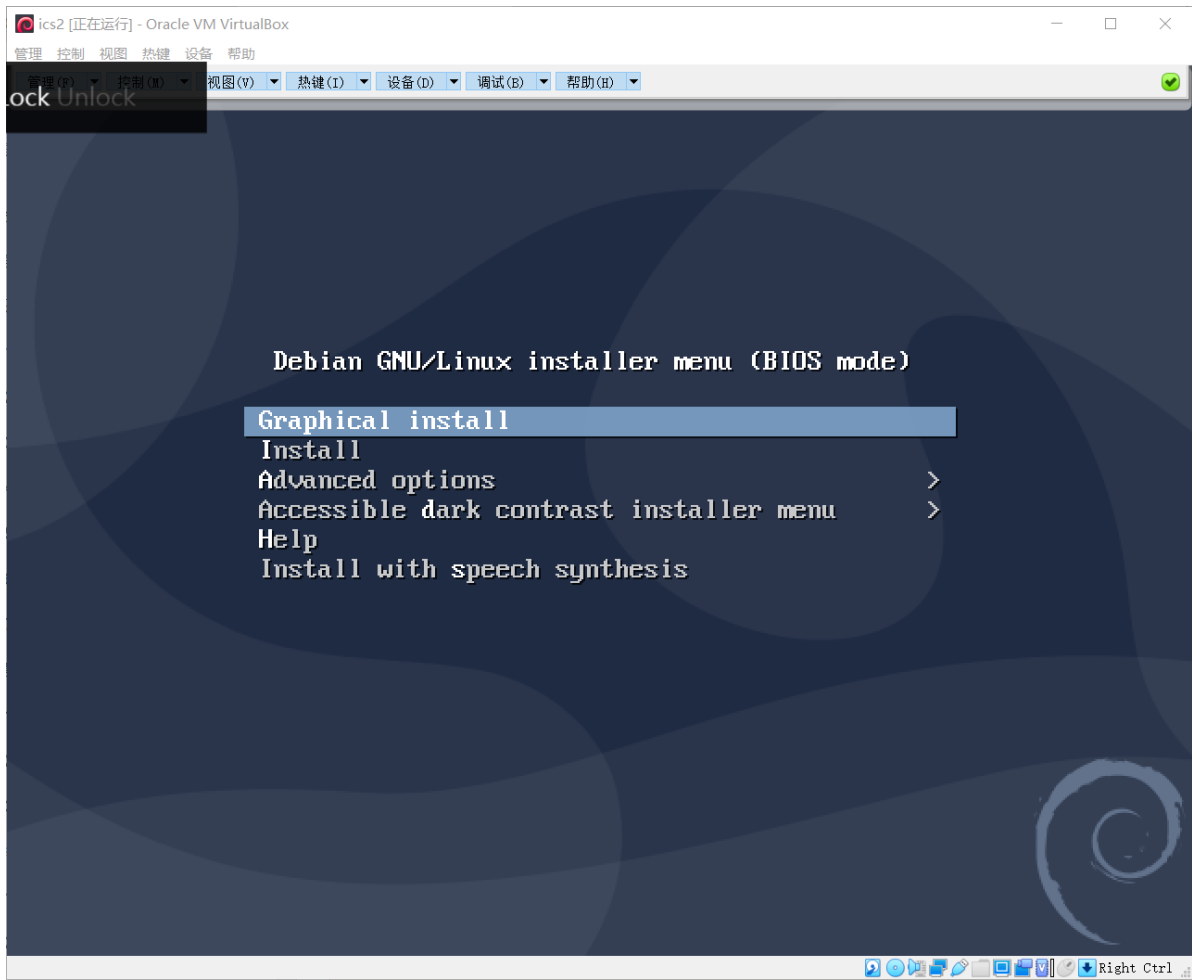 ics2 [正在运行] - Oracle VM VirtualBox
管理 控制 视图 热键 设备 帮助
管理(F) 控制(M) 视图(V) 热键(I) 设备(D) 调试(B) 帮助(H)
ock Unlock
Debian GNU/Linux installer menu (BIOS mode)
Graphical install
Install
Advanced options >
Accessible dark contrast installer menu >
Help
Install with speech synthesis
Right Ctrl